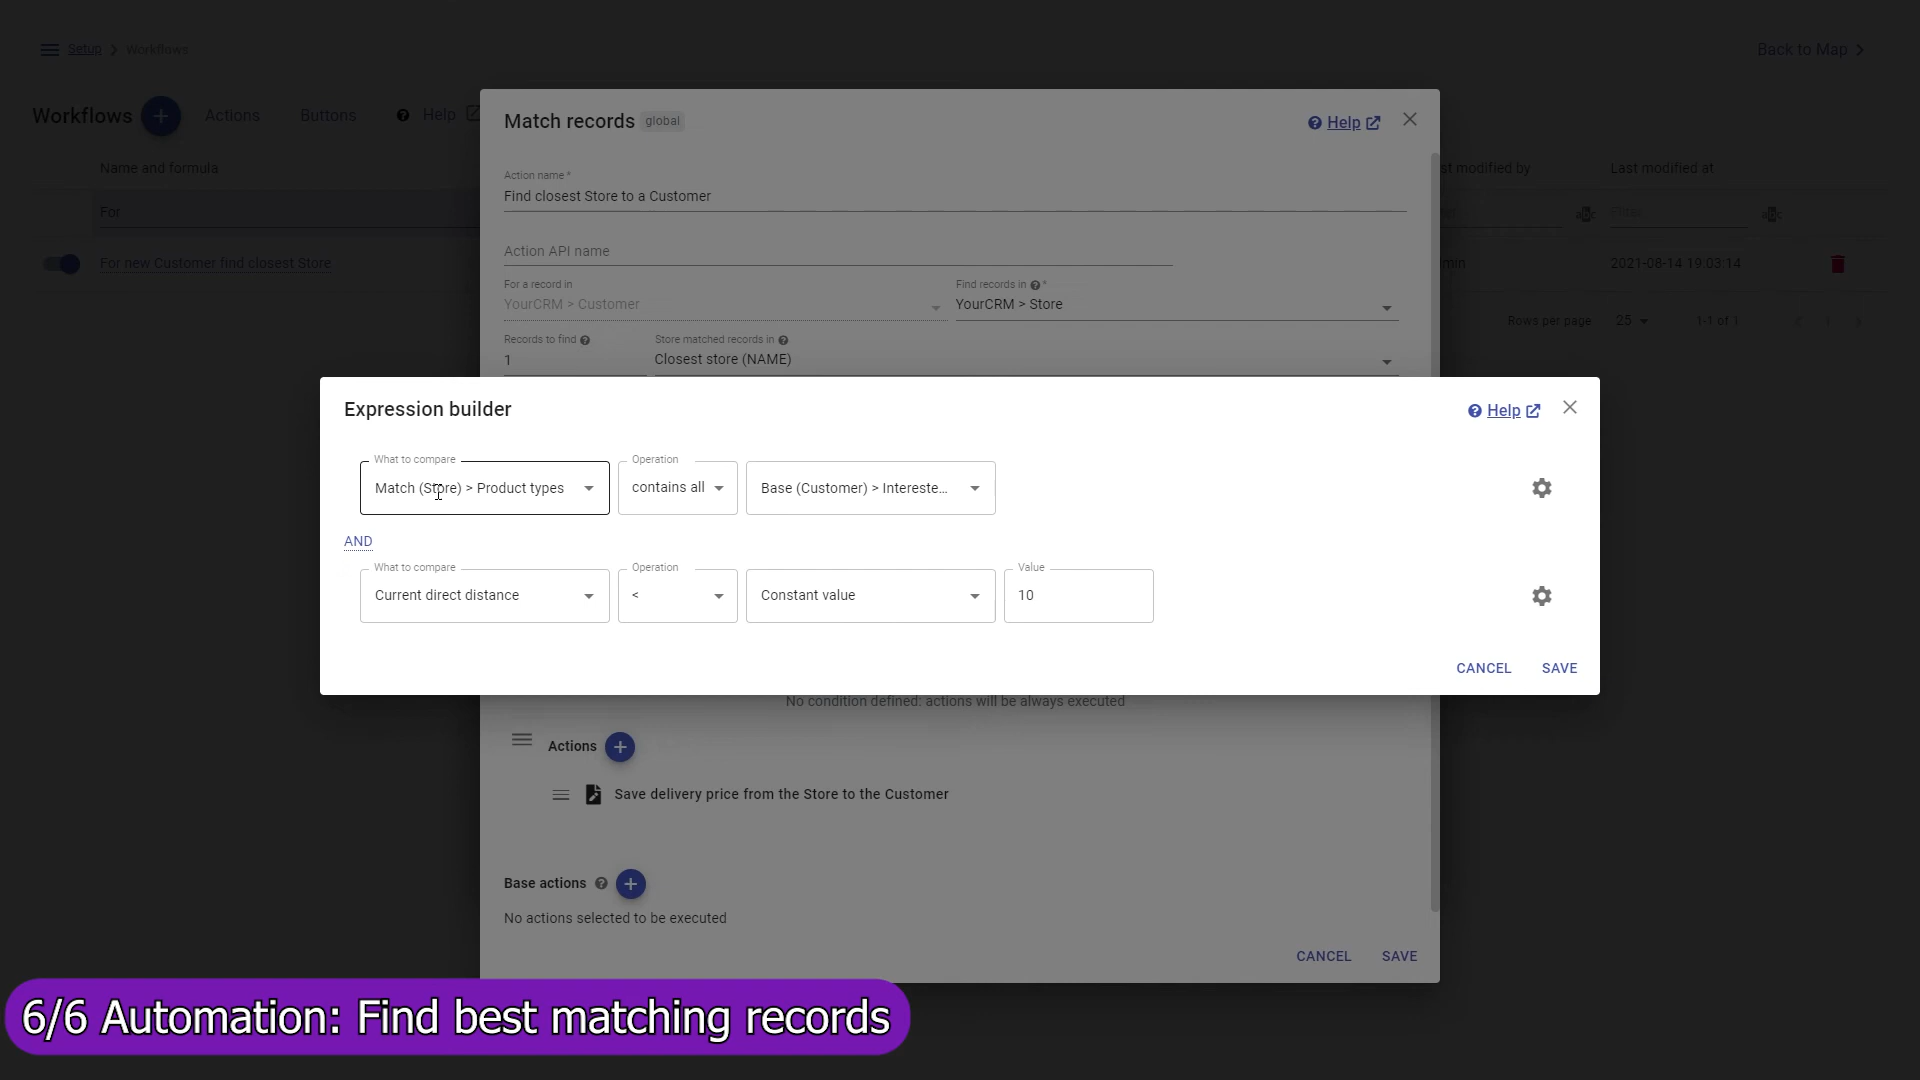 Setup > Workflows
Back to Map >
Workflows + Actions Buttons Help
Match records global
Help
Name and formula
st modified by
Last modified at
Action name *
Find closest Store to a Customer
For
Filter
Action API name
For new Customer find closest Store
min
2021-08-14 19:03:14
For a record in
YourCRM > Customer
Find records in *
YourCRM > Store
Rows per page 25 1-1 of 1
Records to find
1
Store matched records in
Closest store (NAME)
Expression builder
Help
What to compare
Match (Store) > Product types
Operation
contains all
Base (Customer) > Intereste...
AND
What to compare
Current direct distance
Operation
<
Constant value
Value
10
CANCEL SAVE
No condition defined: actions will be always executed
Actions +
Save delivery price from the Store to the Customer
Base actions +
No actions selected to be executed
CANCEL SAVE
6/6 Automation: Find best matching records